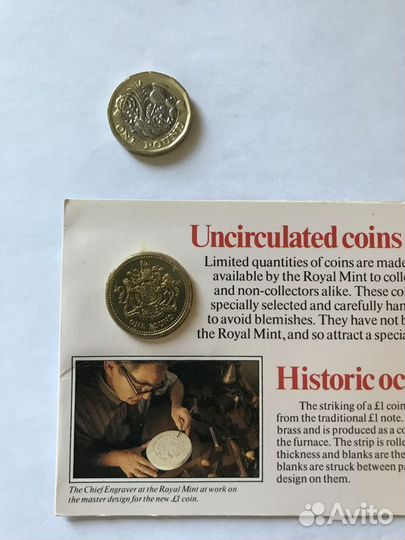 ONE POUND
Uncirculated coins
Limited quantities of coins are made
available by the Royal Mint to colle
and non-collectors alike. These co
specially selected and carefully han
to avoid blemishes. They have not b
the Royal Mint, and so attract a specia
ONE POUND
Historic oc
The striking of a £1 coin
from the traditional £1 note.
brass and is produced as a co
the furnace. The strip is rolle
thickness and blanks are the
blanks are struck between pa
design on them.
The Chief Engraver at the Royal Mint at work on
the master design for the new £1 coin.
Avito